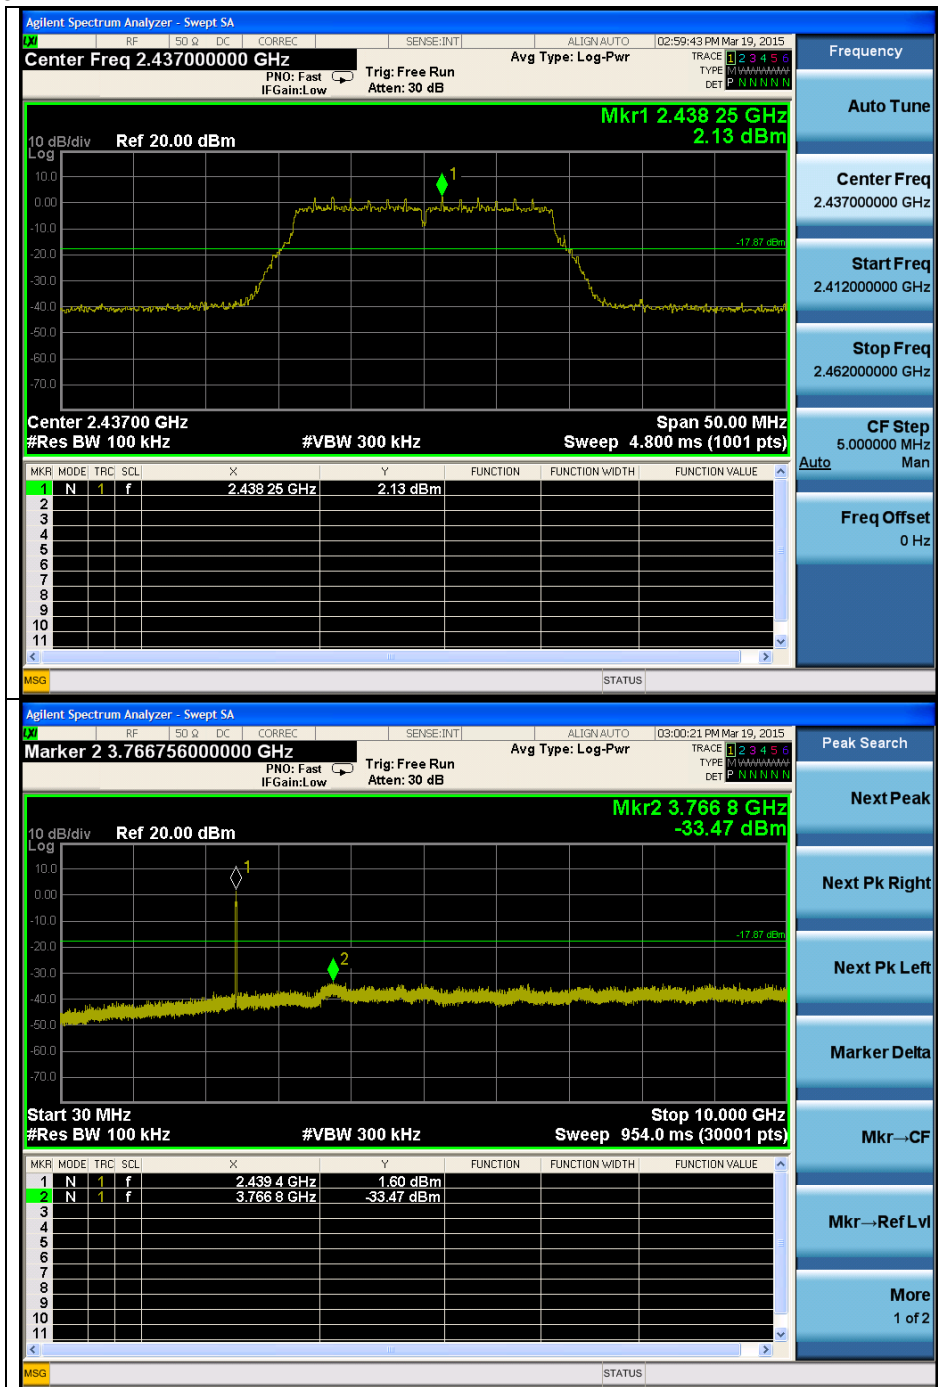 Agilent Spectrum Analyzer - Swept SA
LXI RF 50 Ω DC CORREC SENSE:INT ALIGN AUTO 02:59:43 PM Mar 19, 2015
Center Freq 2.437000000 GHz
PNO: Fast
IFGain:Low
Trig: Free Run
Atten: 30 dB
Avg Type: Log-Pwr
TRACE 1 2 3 4 5 6
TYPE M
DET P N N N N N
Mkr1 2.438 25 GHz
2.13 dBm
10 dB/div Ref 20.00 dBm
Log
10.0
0.00
-10.0
-20.0
-30.0
-40.0
-50.0
-60.0
-70.0
1
-17.87 dBm
Center 2.43700 GHz Span 50.00 MHz
#Res BW 100 kHz #VBW 300 kHz Sweep 4.800 ms (1001 pts)
MKR MODE TRC SCL X Y FUNCTION FUNCTION WIDTH FUNCTION VALUE
1 N 1 f 2.438 25 GHz 2.13 dBm
2
3
4
5
6
7
8
9
10
11
MSG STATUS
Frequency
Auto Tune
Center Freq
2.437000000 GHz
Start Freq
2.412000000 GHz
Stop Freq
2.462000000 GHz
CF Step
5.000000 MHz
Auto Man
Freq Offset
0 Hz
Agilent Spectrum Analyzer - Swept SA
LXI RF 50 Ω DC CORREC SENSE:INT ALIGN AUTO 03:00:21 PM Mar 19, 2015
Marker 2 3.766756000000 GHz
PNO: Fast
IFGain:Low
Trig: Free Run
Atten: 30 dB
Avg Type: Log-Pwr
TRACE 1 2 3 4 5 6
TYPE M
DET P N N N N N
Mkr2 3.766 8 GHz
-33.47 dBm
10 dB/div Ref 20.00 dBm
Log
10.0
0.00
-10.0
-20.0
-30.0
-40.0
-50.0
-60.0
-70.0
1
2
-17.87 dBm
Start 30 MHz Stop 10.000 GHz
#Res BW 100 kHz #VBW 300 kHz Sweep 954.0 ms (30001 pts)
MKR MODE TRC SCL X Y FUNCTION FUNCTION WIDTH FUNCTION VALUE
1 N 1 f 2.439 4 GHz 1.60 dBm
2 N 1 f 3.766 8 GHz -33.47 dBm
3
4
5
6
7
8
9
10
11
MSG STATUS
Peak Search
Next Peak
Next Pk Right
Next Pk Left
Marker Delta
Mkr→CF
Mkr→Ref Lvl
More
1 of 2